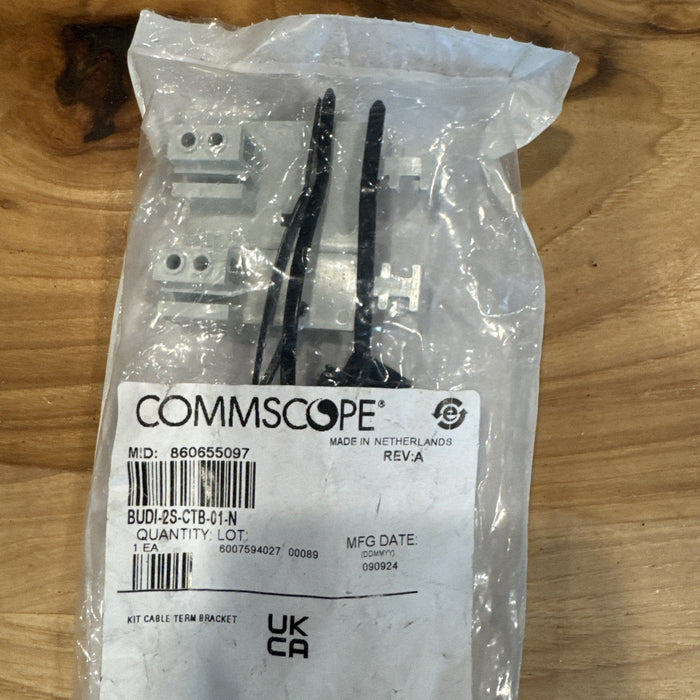 COMMSCOPE®
e
MADE IN NETHERLANDS
M:D: 860655097
REV:A
BUDI-2S-CTB-01-N
QUANTITY: LOT:
1 EA 6007594027 00089
MFG DATE:
(DDMMYY)
090924
KIT CABLE TERM BRACKET
UK
CA